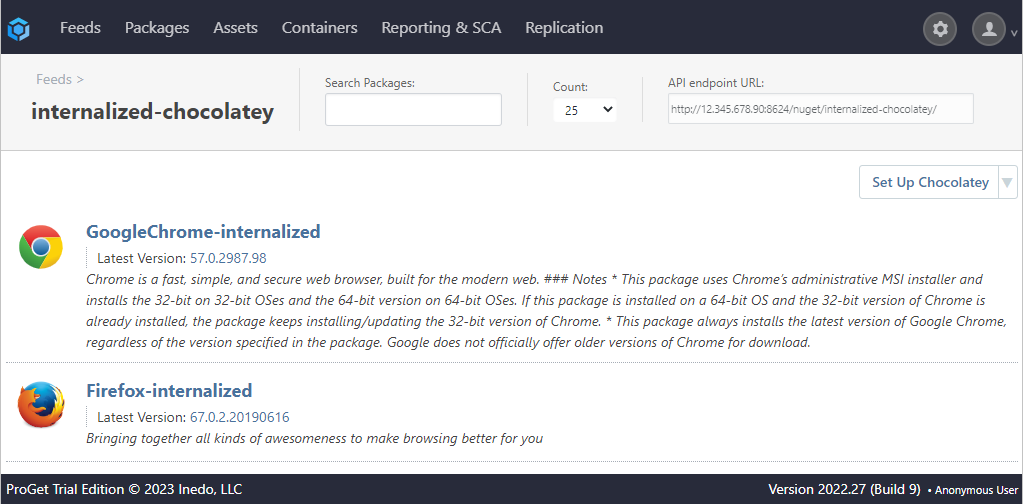 Feeds Packages Assets Containers Reporting & SCA Replication
Feeds >
internalized-chocolatey
Search Packages:
Count:
25
API endpoint URL:
http://12.345.678.90:8624/nuget/internalized-chocolatey/
Set Up Chocolatey
GoogleChrome-internalized
Latest Version: 57.0.2987.98
Chrome is a fast, simple, and secure web browser, built for the modern web. ### Notes * This package uses Chrome's administrative MSI installer and
installs the 32-bit on 32-bit OSes and the 64-bit version on 64-bit OSes. If this package is installed on a 64-bit OS and the 32-bit version of Chrome is
already installed, the package keeps installing/updating the 32-bit version of Chrome. * This package always installs the latest version of Google Chrome,
regardless of the version specified in the package. Google does not officially offer older versions of Chrome for download.
Firefox-internalized
Latest Version: 67.0.2.20190616
Bringing together all kinds of awesomeness to make browsing better for you
ProGet Trial Edition © 2023 Inedo, LLC
Version 2022.27 (Build 9) • Anonymous User